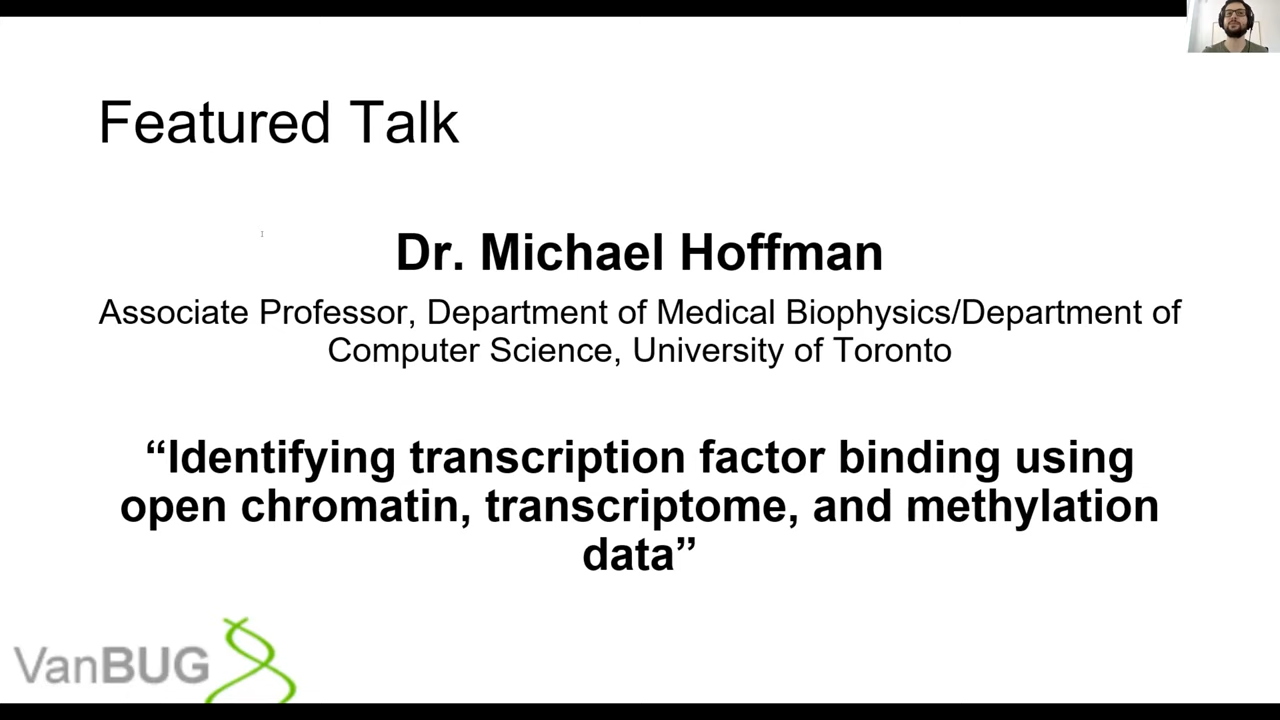 Featured Talk
Dr. Michael Hoffman
Associate Professor, Department of Medical Biophysics/Department of
Computer Science, University of Toronto
“Identifying transcription factor binding using
open chromatin, transcriptome, and methylation
data”
VanBUG